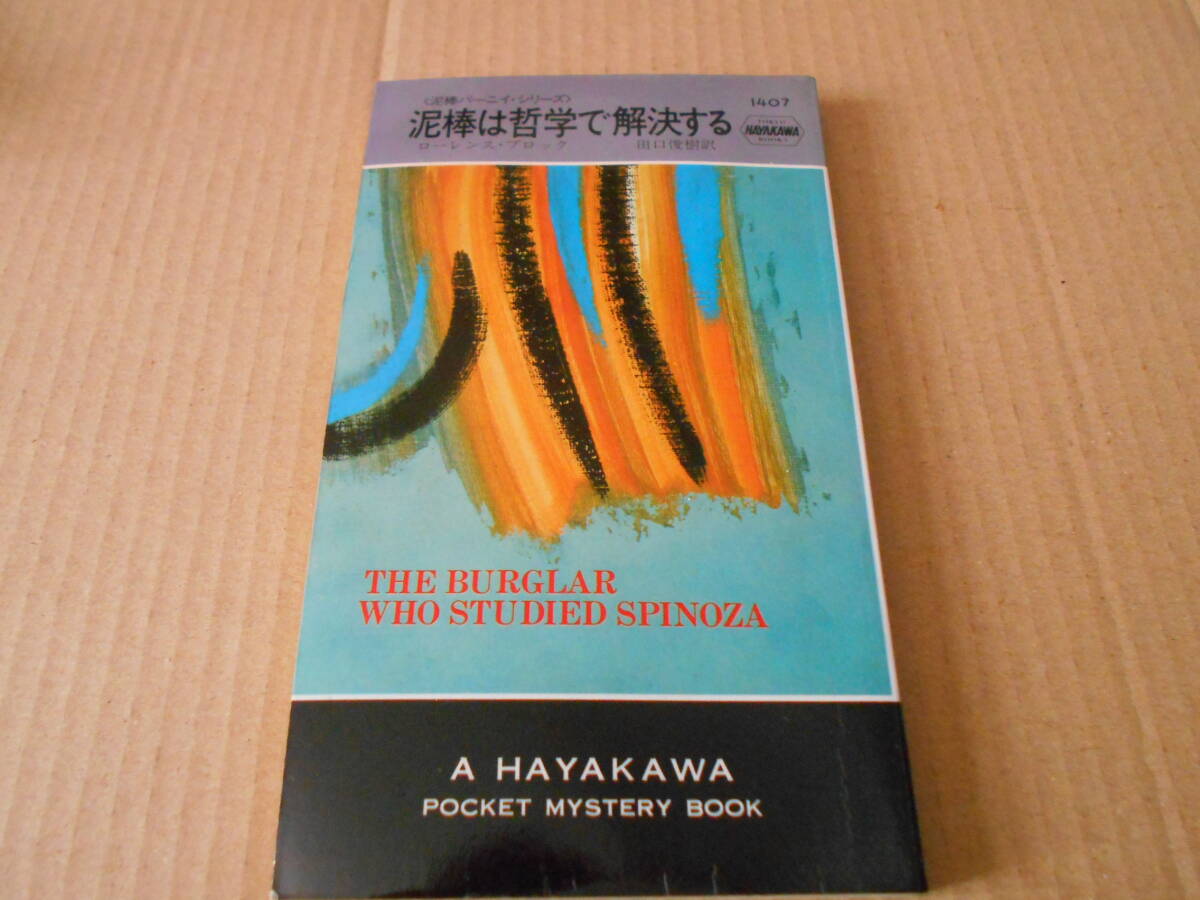 〈泥棒バーニイ・シリーズ〉
泥棒は哲学で解決する
ローレンス・ブロック 田口俊樹訳
1407
TOKYO
HAYAKAWA
BOOKS
THE BURGLAR
WHO STUDIED SPINOZA
A HAYAKAWA
POCKET MYSTERY BOOK